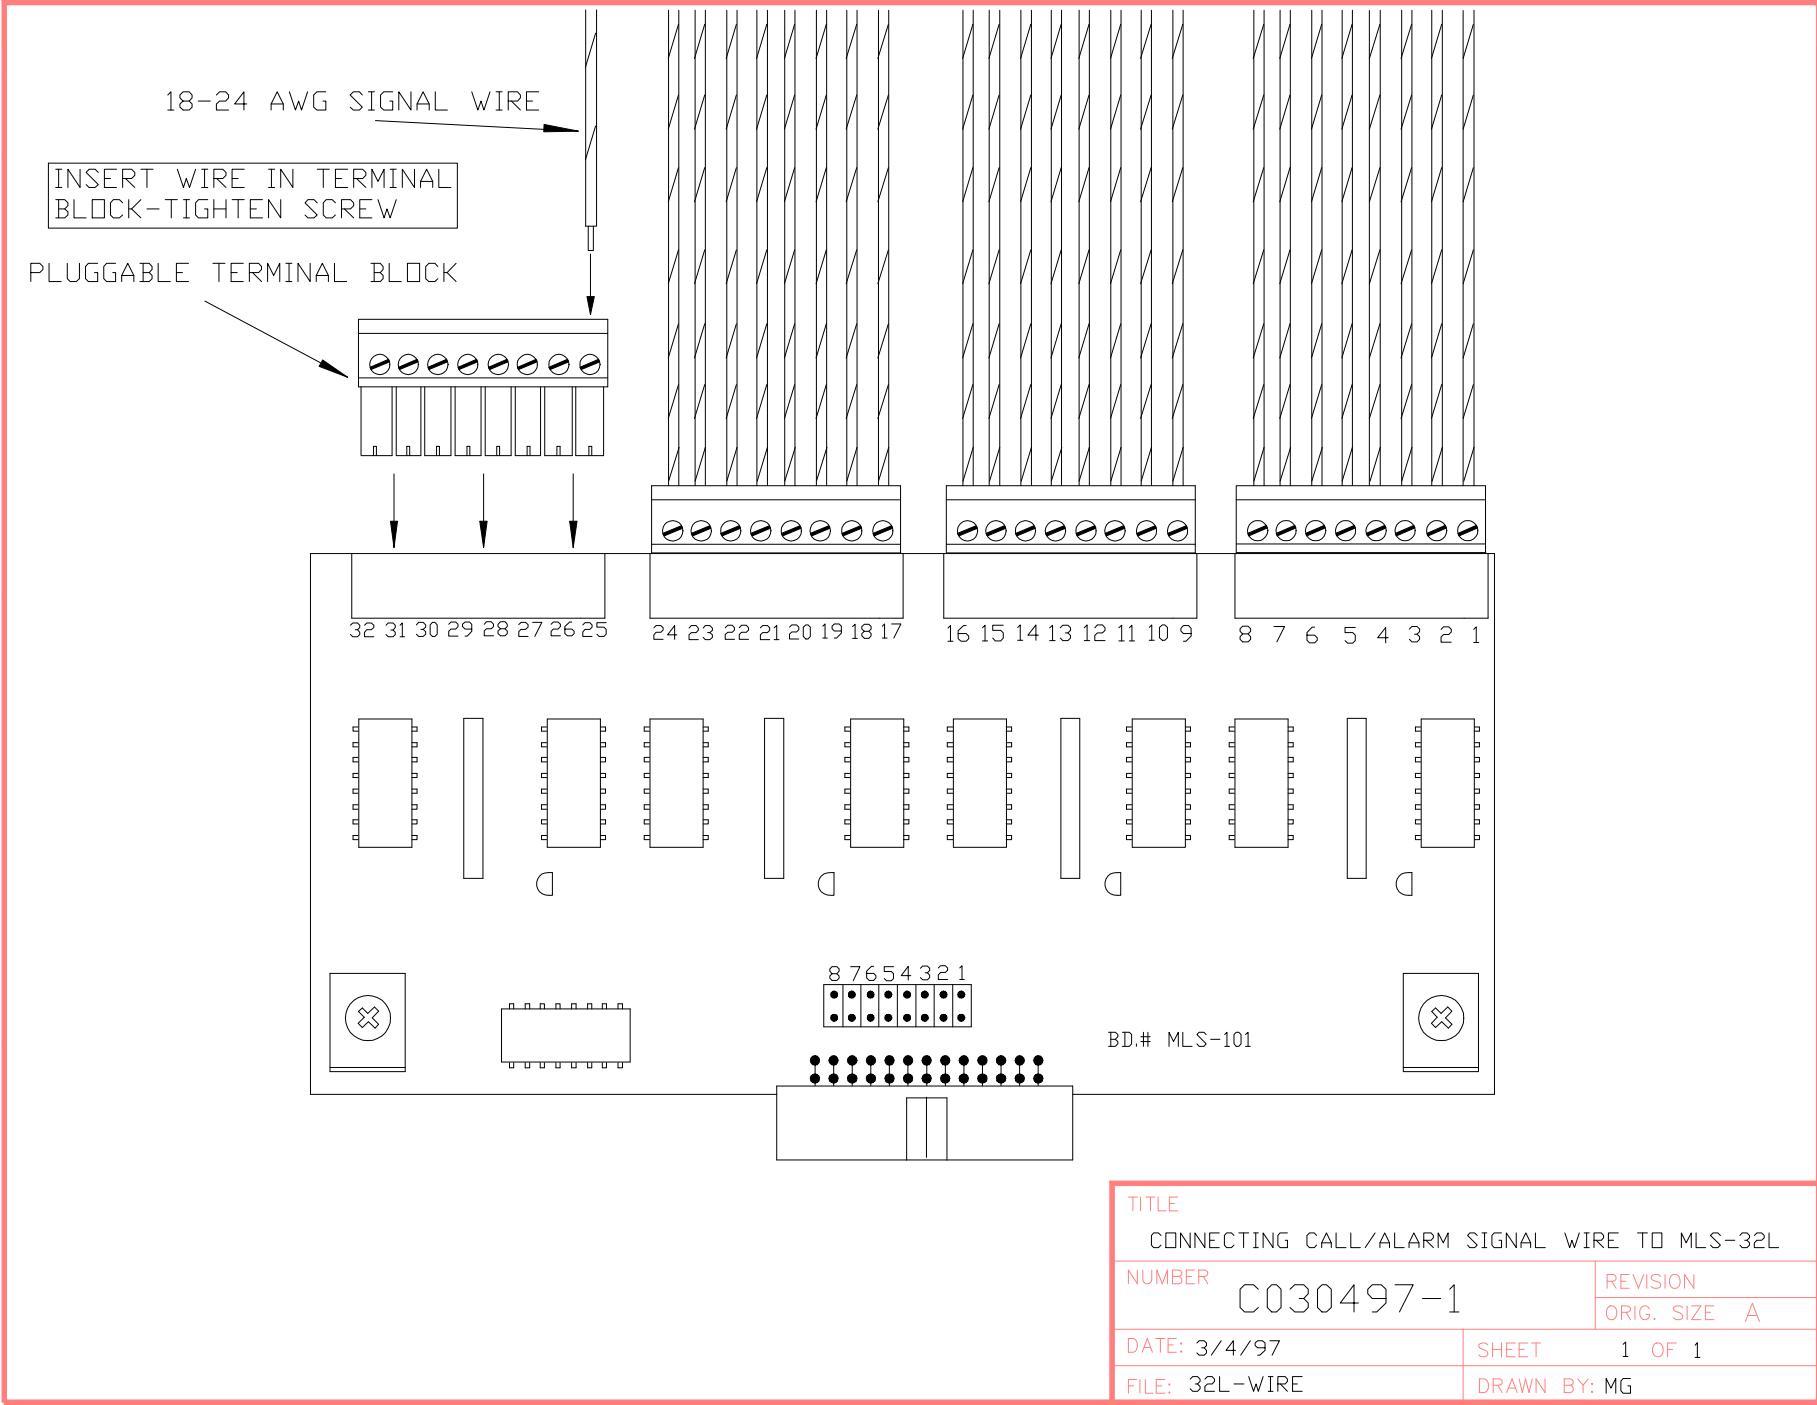 18-24 AWG SIGNAL WIRE
INSERT WIRE IN TERMINAL
BLOCK-TIGHTEN SCREW
PLUGGABLE TERMINAL BLOCK
32 31 30 29 28 27 26 25 24 23 22 21 20 19 18 17 16 15 14 13 12 11 10 9 8 7 6 5 4 3 2 1
8 7 6 5 4 3 2 1
BD.# MLS-101
TITLE
CONNECTING CALL/ALARM SIGNAL WIRE TO MLS-32L
NUMBER C030497-1
REVISION
ORIG. SIZE A
DATE: 3/4/97
SHEET 1 OF 1
FILE: 32L-WIRE
DRAWN BY: MG